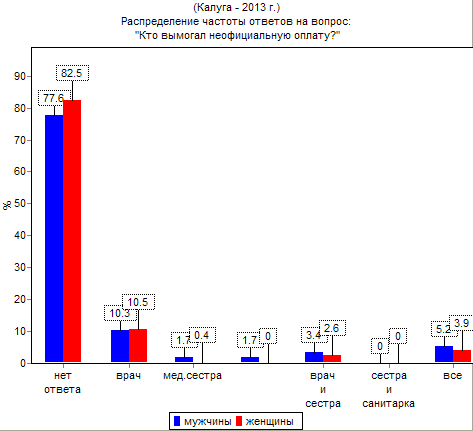 (Калуга - 2013 г.)
Распределение частоты ответов на вопрос:
"Кто вымогал неофициальную оплату?"
%
90
80
70
60
50
40
30
20
10
0
77.6
82.5
10.3
10.5
1.7
0.4
1.7
0
3.4
2.6
0
0
5.2
3.9
нет
ответа
врач
мед.сестра
врач
и
сестра
сестра
и
санитарка
все
мужчины женщины